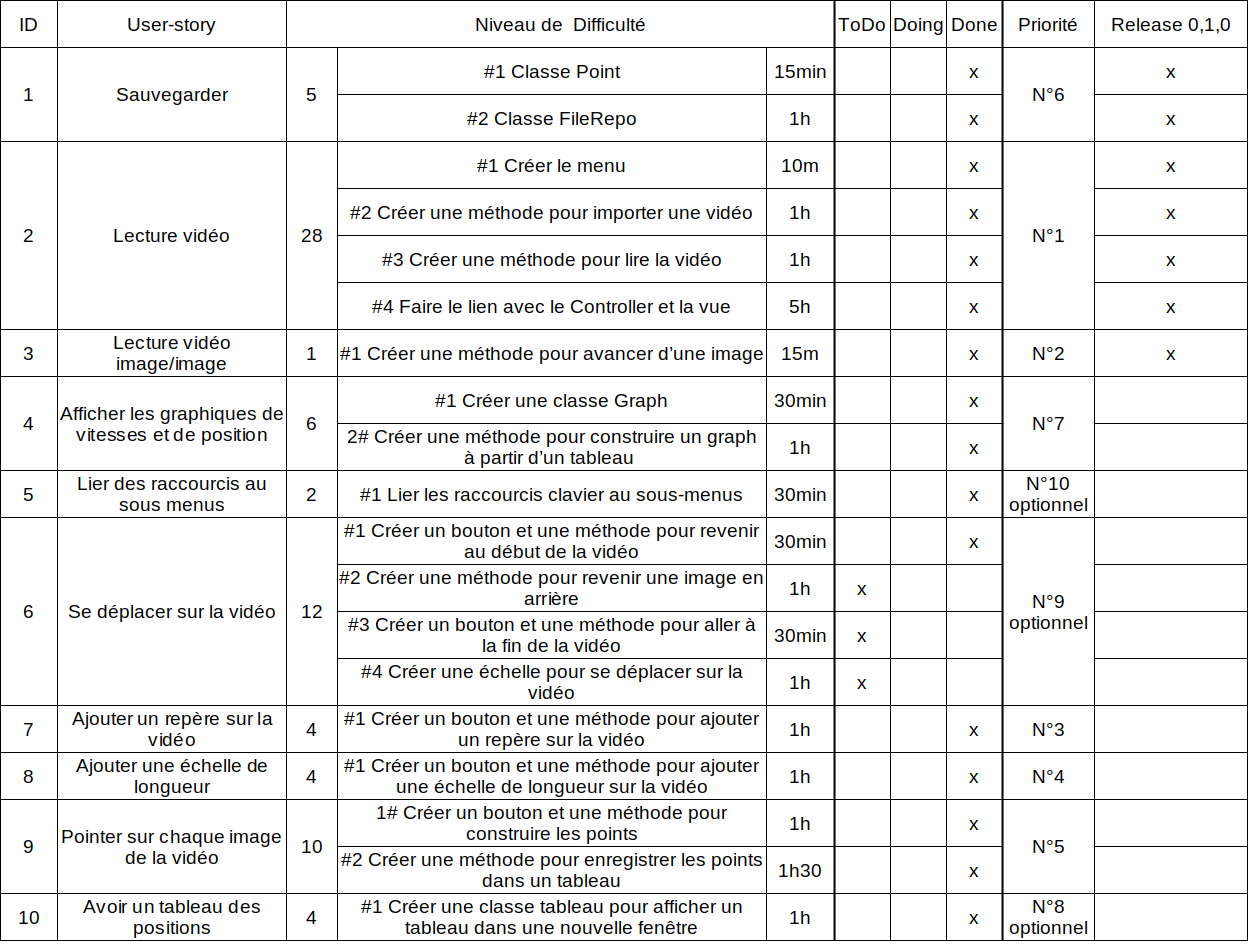 ID User-story Niveau de  Difficulté ToDo Doing Done Priorité Release 0,1,0
1 Sauvegarder 5 #1 Classe Point 15min x N°6 x
#2 Classe FileRepo 1h x x
2 Lecture vidéo 28 #1 Créer le menu 10m x N°1 x
#2 Créer une méthode pour importer une vidéo 1h x x
#3 Créer une méthode pour lire la vidéo 1h x x
#4 Faire le lien avec le Controller et la vue 5h x x
3 Lecture vidéo
image/image 1 #1 Créer une méthode pour avancer d’une image 15m x N°2 x
4 Afficher les graphiques de
vitesses et de position 6 #1 Créer une classe Graph 30min x N°7
2# Créer une méthode pour construire un graph
à partir d’un tableau 1h x
5 Lier des raccourcis au
sous menus 2 #1 Lier les raccourcis clavier au sous-menus 30min x N°10
optionnel
6 Se déplacer sur la vidéo 12 #1 Créer un bouton et une méthode pour revenir
au début de la vidéo 30min x N°9
optionnel
#2 Créer une méthode pour revenir une image en
arrière 1h x
#3 Créer un bouton et une méthode pour aller à
la fin de la vidéo 30min x
#4 Créer une échelle pour se déplacer sur la
vidéo 1h x
7 Ajouter un repère sur la
vidéo 4 #1 Créer un bouton et une méthode pour ajouter
un repère sur la vidéo 1h x N°3
8 Ajouter une échelle de
longueur 4 #1 Créer un bouton et une méthode pour ajouter
une échelle de longueur sur la vidéo 1h x N°4
9 Pointer sur chaque image
de la vidéo 10 1# Créer un bouton et une méthode pour
construire les points 1h x N°5
#2 Créer une méthode pour enregistrer les points
dans un tableau 1h30 x
10 Avoir un tableau des
positions 4 #1 Créer une classe tableau pour afficher un
tableau dans une nouvelle fenêtre 1h x N°8
optionnel